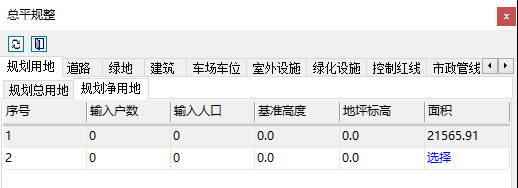 总平规整
规划用地 道路 绿地 建筑 车场车位 室外设施 绿化设施 控制红线 市政管线
规划总用地 规划净用地
序号 输入户数 输入人口 基准高度 地坪标高 面积
1 0 0 0.0 0.0 21565.91
2 0 0 0.0 0.0 选择